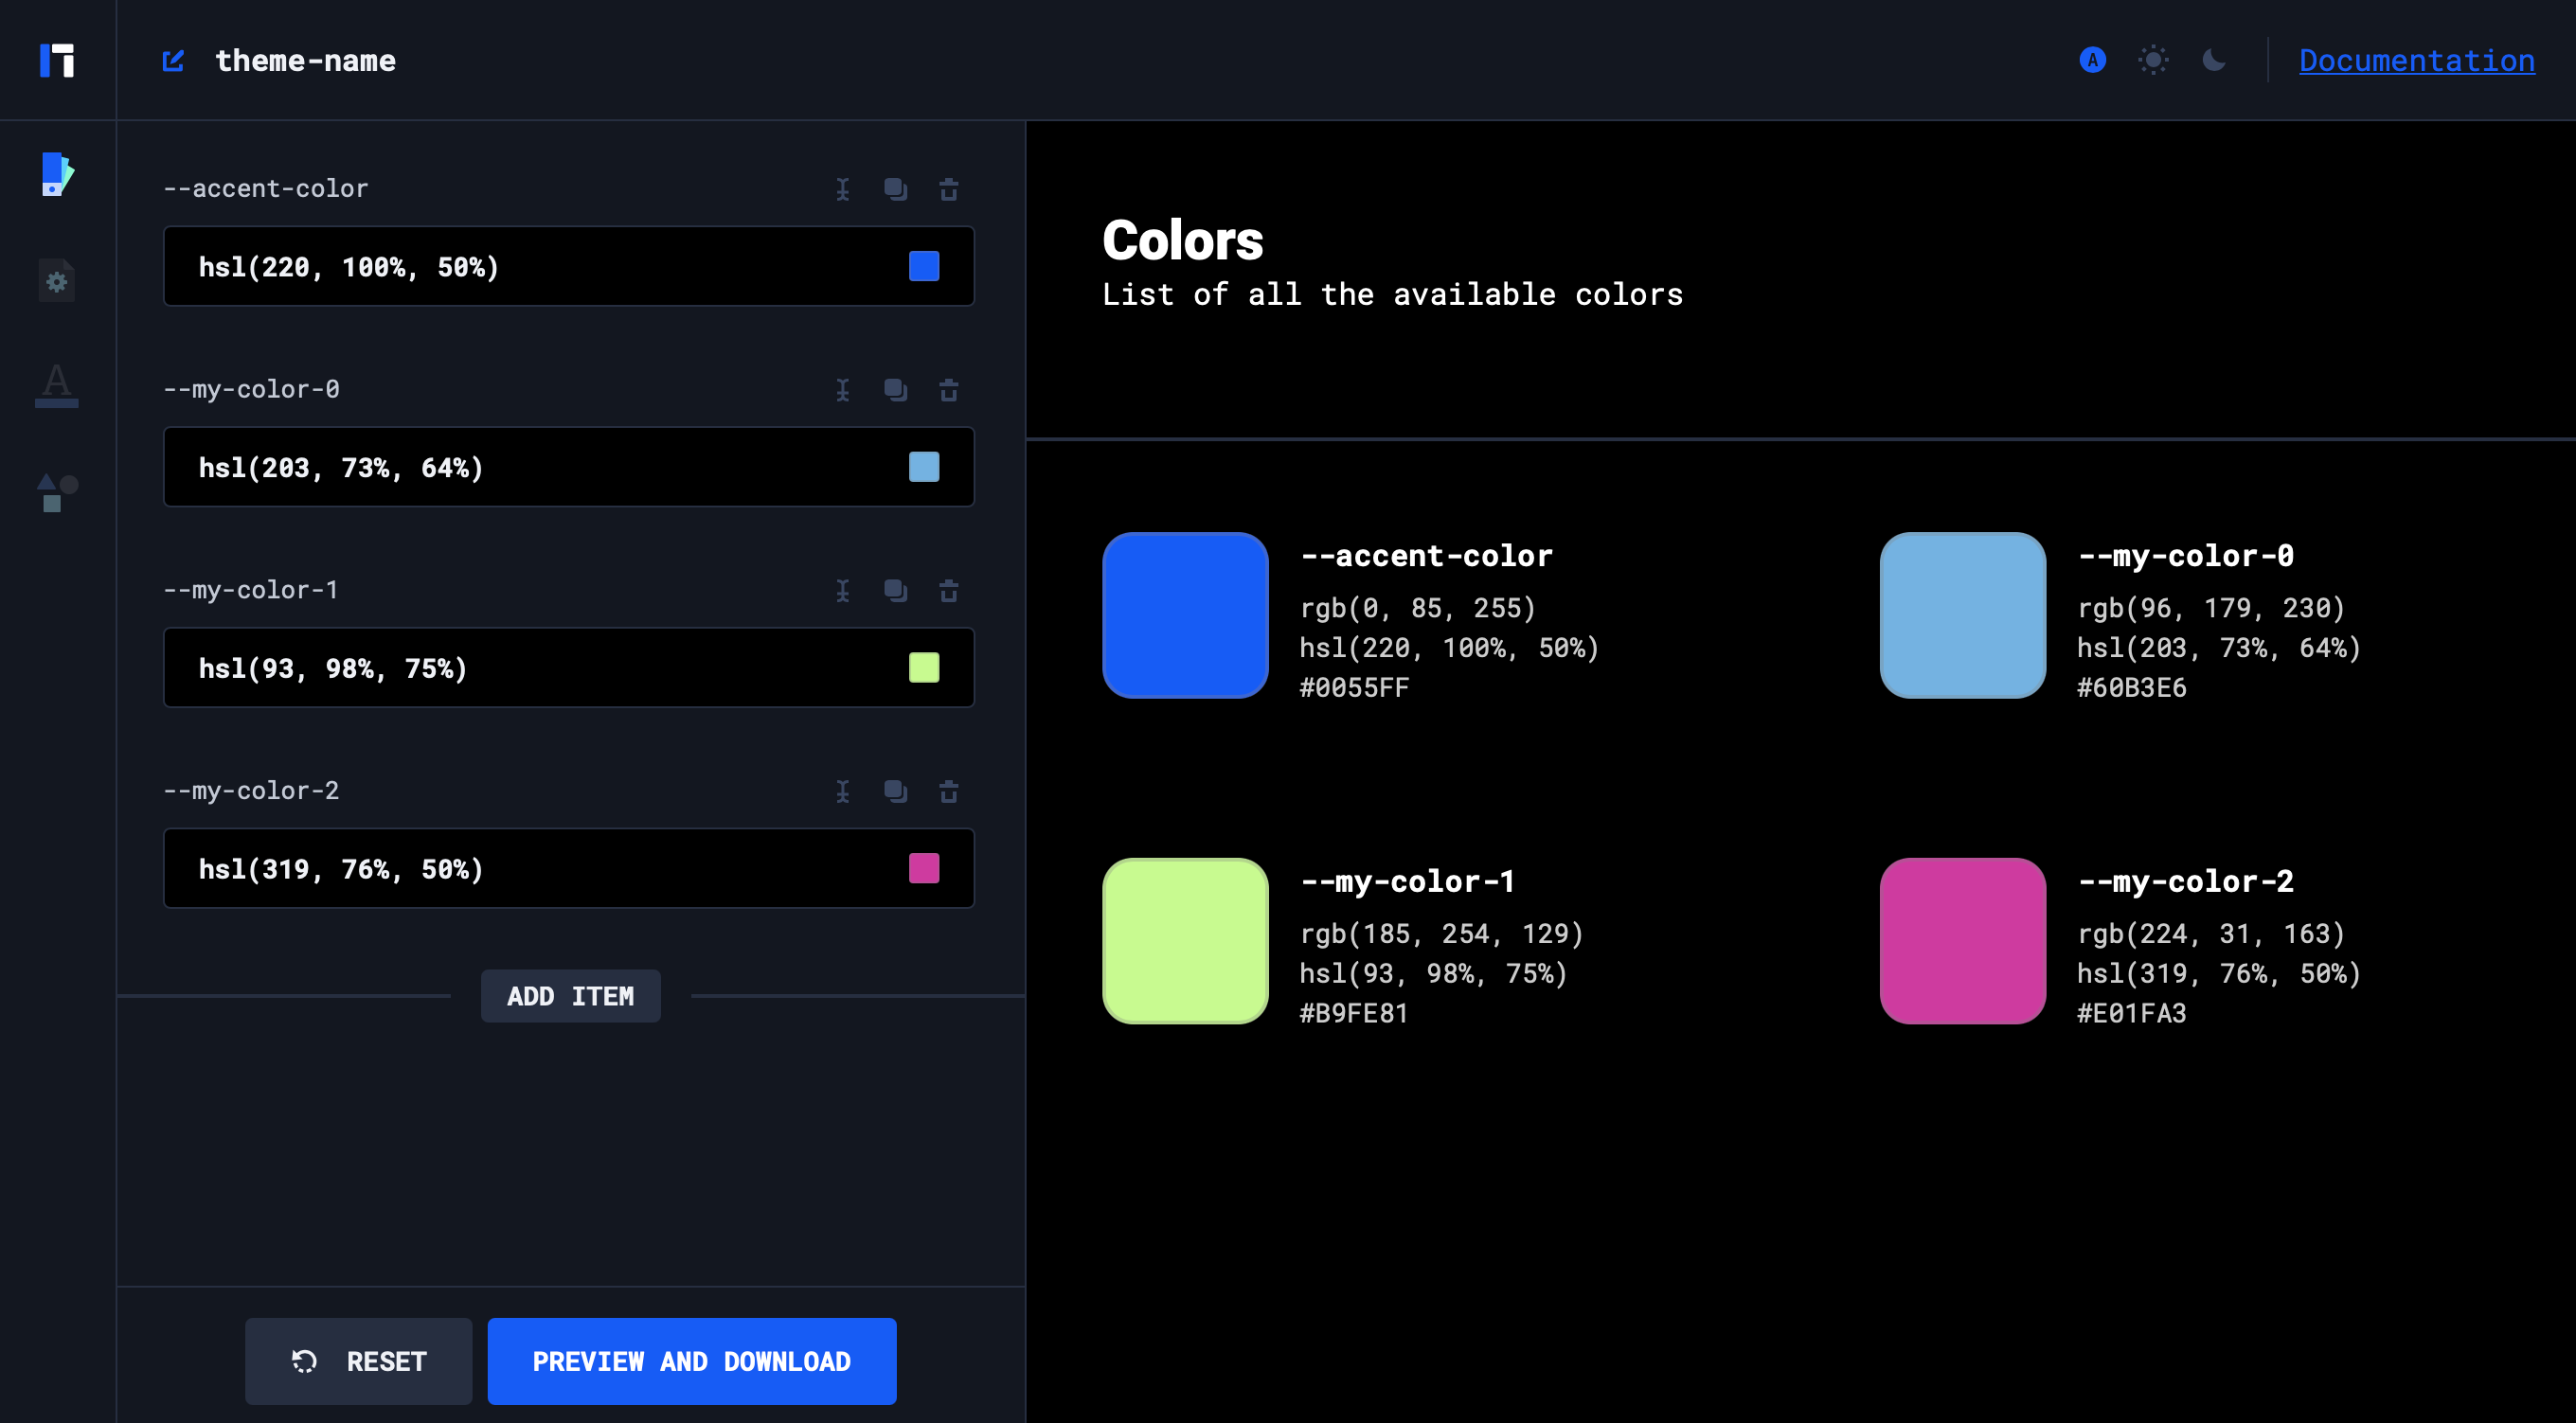 theme-name
A
Documentation
--accent-color
hsl(220, 100%, 50%)
--my-color-0
hsl(203, 73%, 64%)
--my-color-1
hsl(93, 98%, 75%)
--my-color-2
hsl(319, 76%, 50%)
ADD ITEM
RESET
PREVIEW AND DOWNLOAD
A
Colors
List of all the available colors
--accent-color
rgb(0, 85, 255)
hsl(220, 100%, 50%)
#0055FF
--my-color-0
rgb(96, 179, 230)
hsl(203, 73%, 64%)
#60B3E6
--my-color-1
rgb(185, 254, 129)
hsl(93, 98%, 75%)
#B9FE81
--my-color-2
rgb(224, 31, 163)
hsl(319, 76%, 50%)
#E01FA3